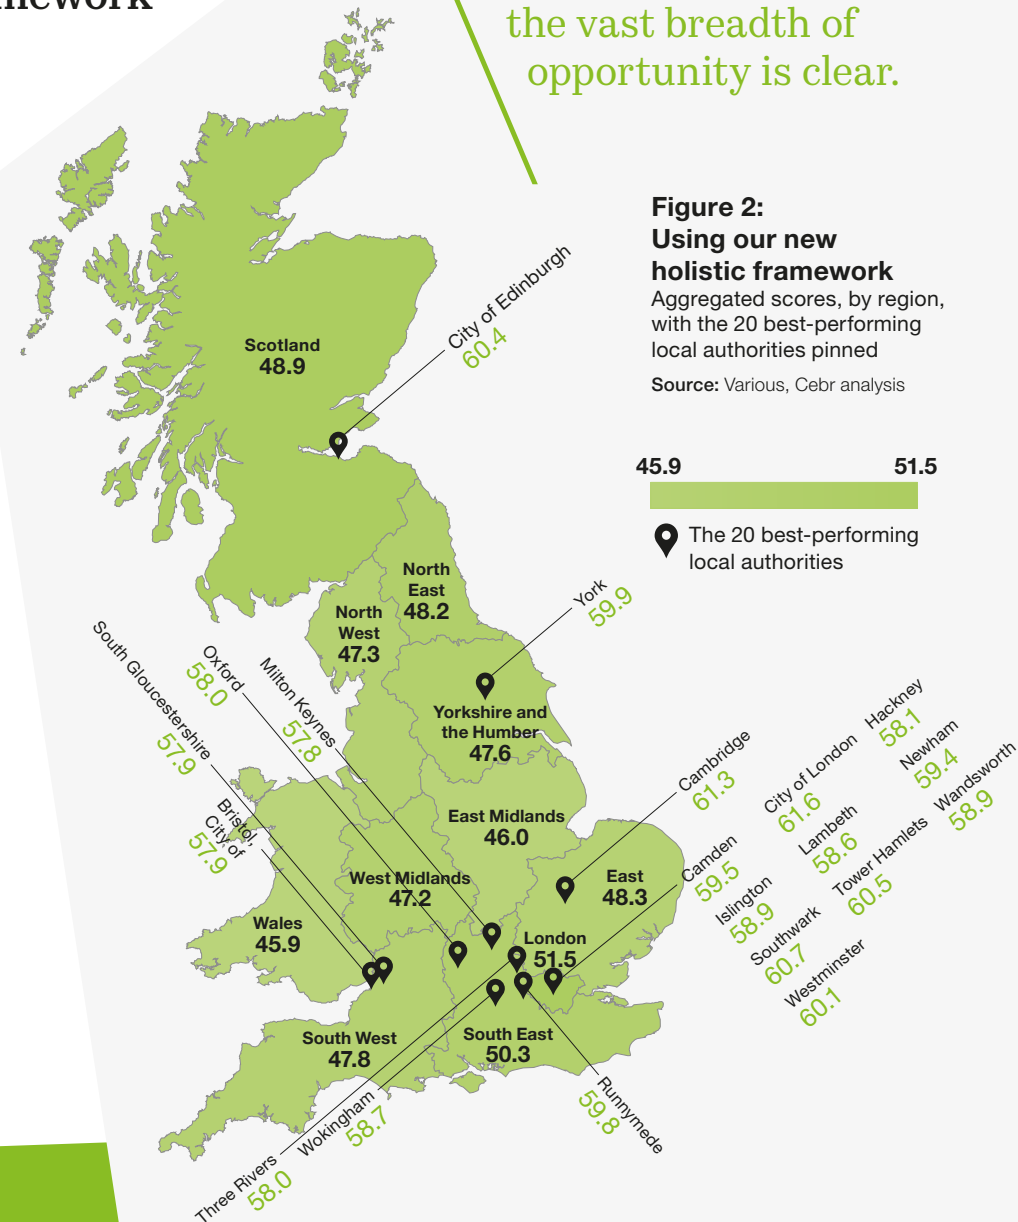 the vast breadth of
opportunity is clear.
Figure 2:
Using our new
holistic framework
Aggregated scores, by region,
with the 20 best-performing
local authorities pinned
Source: Various, Cebr analysis
45.9
51.5
The 20 best-performing
local authorities
Scotland
48.9
City of Edinburgh
60.4
North
East
48.2
North
West
47.3
York
59.9
Yorkshire and
the Humber
47.6
South Gloucestershire
57.9
Oxford
58.0
Milton Keynes
57.8
Bristol,
City of
57.9
East Midlands
46.0
West Midlands
47.2
East
48.3
Wales
45.9
London
51.5
South West
47.8
South East
50.3
Cambridge
61.3
Camden
59.5
City of London
61.6
Hackney
58.1
Islington
58.9
Lambeth
58.6
Newham
59.4
Southwark
60.7
Tower Hamlets
60.5
Wandsworth
58.9
Westminster
60.1
Runnymede
59.8
Wokingham
58.7
Three Rivers
58.0